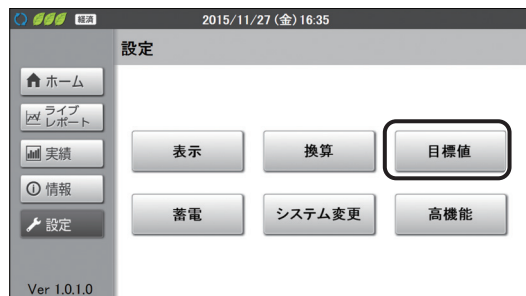 経済 2015/11/27 (金) 16:35
設定
ホーム
ライブ
レポート
実績
情報
設定
表示 換算 目標値
蓄電 システム変更 高機能
Ver 1.0.1.0